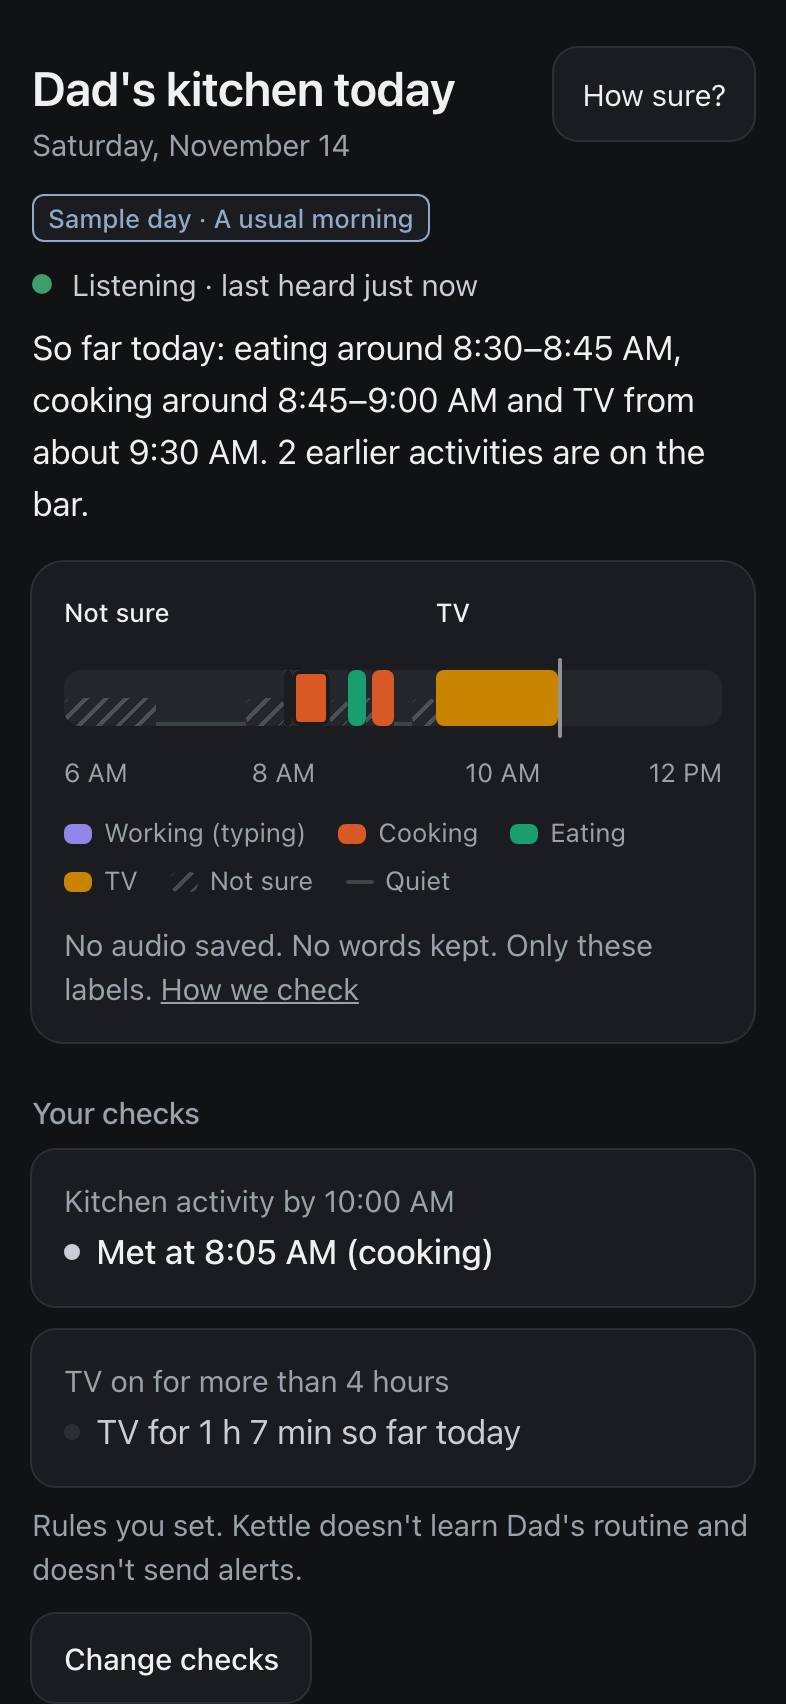 Dad's kitchen today
How sure?
Saturday, November 14
Sample day · A usual morning
Listening · last heard just now
So far today: eating around 8:30–8:45 AM,
cooking around 8:45–9:00 AM and TV from
about 9:30 AM. 2 earlier activities are on the
bar.
Not sure
TV
6 AM
8 AM
10 AM
12 PM
Working (typing)
Cooking
Eating
TV
Not sure
Quiet
No audio saved. No words kept. Only these
labels. How we check
Your checks
Kitchen activity by 10:00 AM
Met at 8:05 AM (cooking)
TV on for more than 4 hours
TV for 1 h 7 min so far today
Rules you set. Kettle doesn't learn Dad's routine and
doesn't send alerts.
Change checks